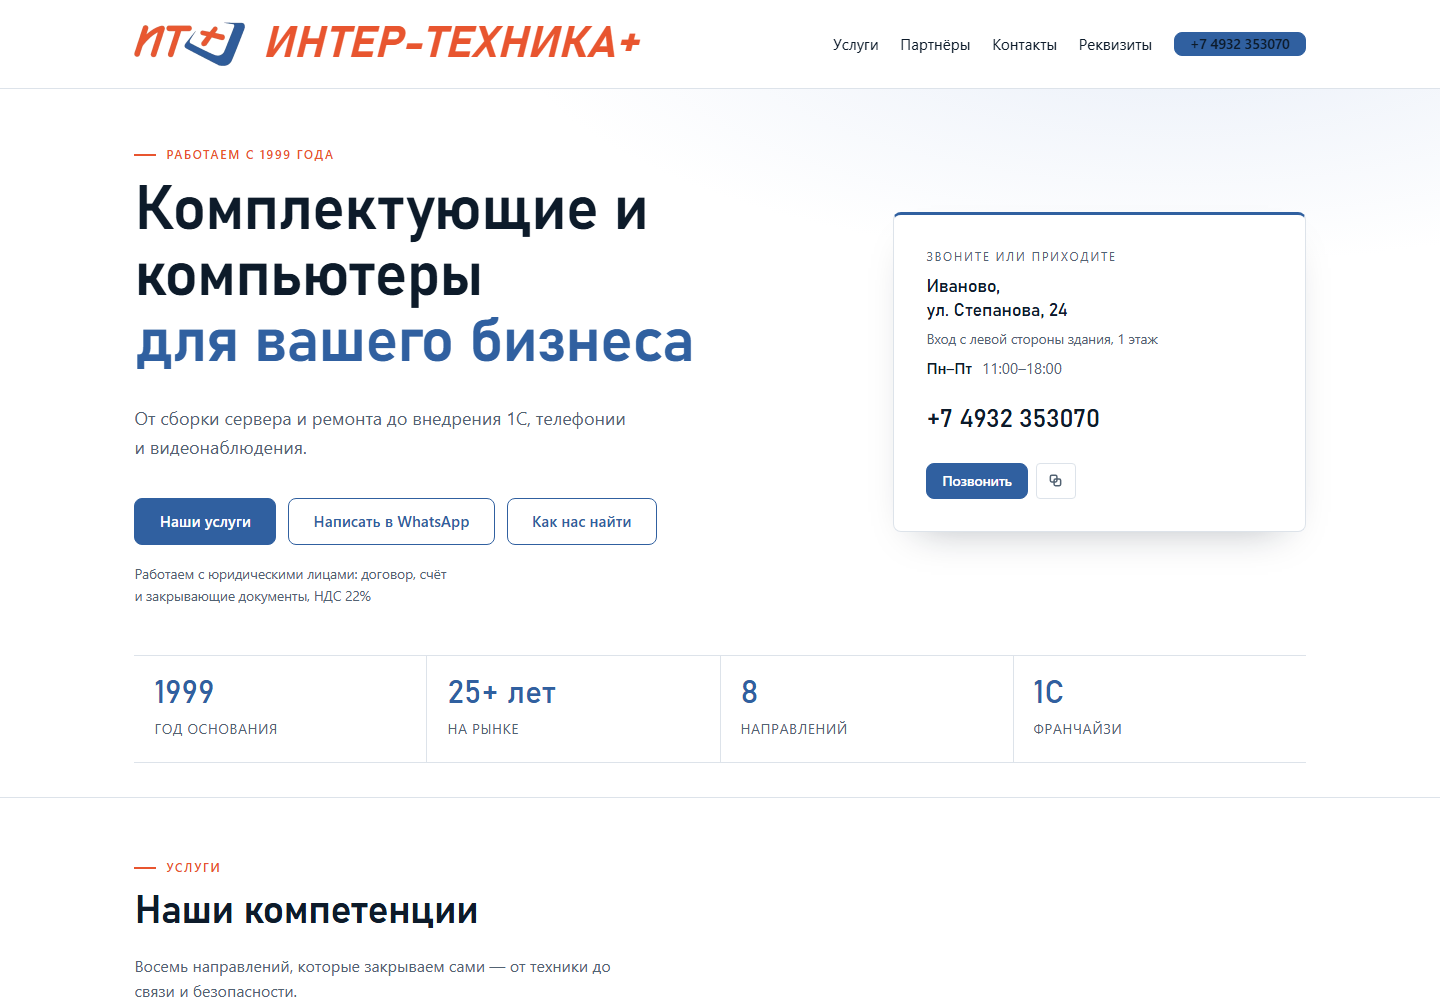 ИТ+ ИНТЕР-ТЕХНИКА+
Услуги Партнёры Контакты Реквизиты +7 4932 353070
РАБОТАЕМ С 1999 ГОДА
Комплектующие и
компьютеры
для вашего бизнеса
От сборки сервера и ремонта до внедрения 1С, телефонии
и видеонаблюдения.
Наши услуги
Написать в WhatsApp
Как нас найти
Работаем с юридическими лицами: договор, счёт
и закрывающие документы, НДС 22%
ЗВОНИТЕ ИЛИ ПРИХОДИТЕ
Иваново,
ул. Степанова, 24
Вход с левой стороны здания, 1 этаж
Пн–Пт 11:00–18:00
+7 4932 353070
Позвонить
1999
ГОД ОСНОВАНИЯ
25+ лет
НА РЫНКЕ
8
НАПРАВЛЕНИЙ
1С
ФРАНЧАЙЗИ
УСЛУГИ
Наши компетенции
Восемь направлений, которые закрываем сами — от техники до
связи и безопасности.